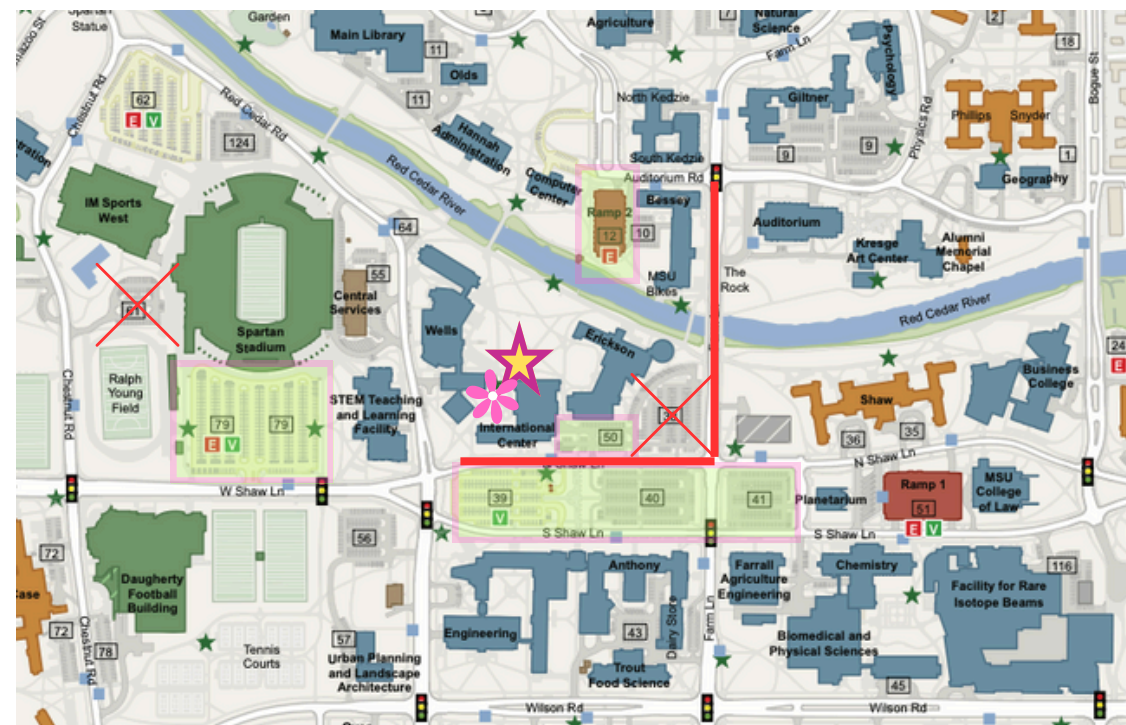 Spartan
Statue
Garden
Main Library
11
Olds
Agriculture
7
Natural
Science
Farm Ln
Psychology
2
18
Bogue St
Chestnut Rd
62
E V
Red Cedar Rd
124
11
Hannah
Administration
North Kedzie
South Kedzie
Auditorium Rd
Giltner
9
9
Physics Rd
Phillips
Snyder
1
Geography
Red Cedar River
Computer
Center
Ramp 2
12
E
10
Bessey
MSU
Bikes
The
Rock
Auditorium
Kresge
Art Center
Alumni
Memorial
Chapel
Red Cedar River
IM Sports
West
64
55
Central
Services
Spartan
Stadium
Wells
Erickson
Business
College
24
E
Ralph
Young
Field
Chestnut Rd
79
79
E V
STEM Teaching
and Learning
Facility
International
Center
50
Shaw
36
35
N Shaw Ln
W Shaw Ln
39
V
40
41
S Shaw Ln
Planetarium
Ramp 1
51
E V
MSU
College
of Law
S Shaw Ln
72
72
78
Chestnut Rd
Daugherty
Football
Building
56
Tennis
Courts
57
Urban Planning
and Landscape
Architecture
Engineering
Anthony
43
Dairy Store
Trout
Food Science
Farm Ln
Farrall
Agriculture
Engineering
Chemistry
Biomedical and
Physical Sciences
45
Facility for Rare
Isotope Beams
116
Wilson Rd
Wilson Rd